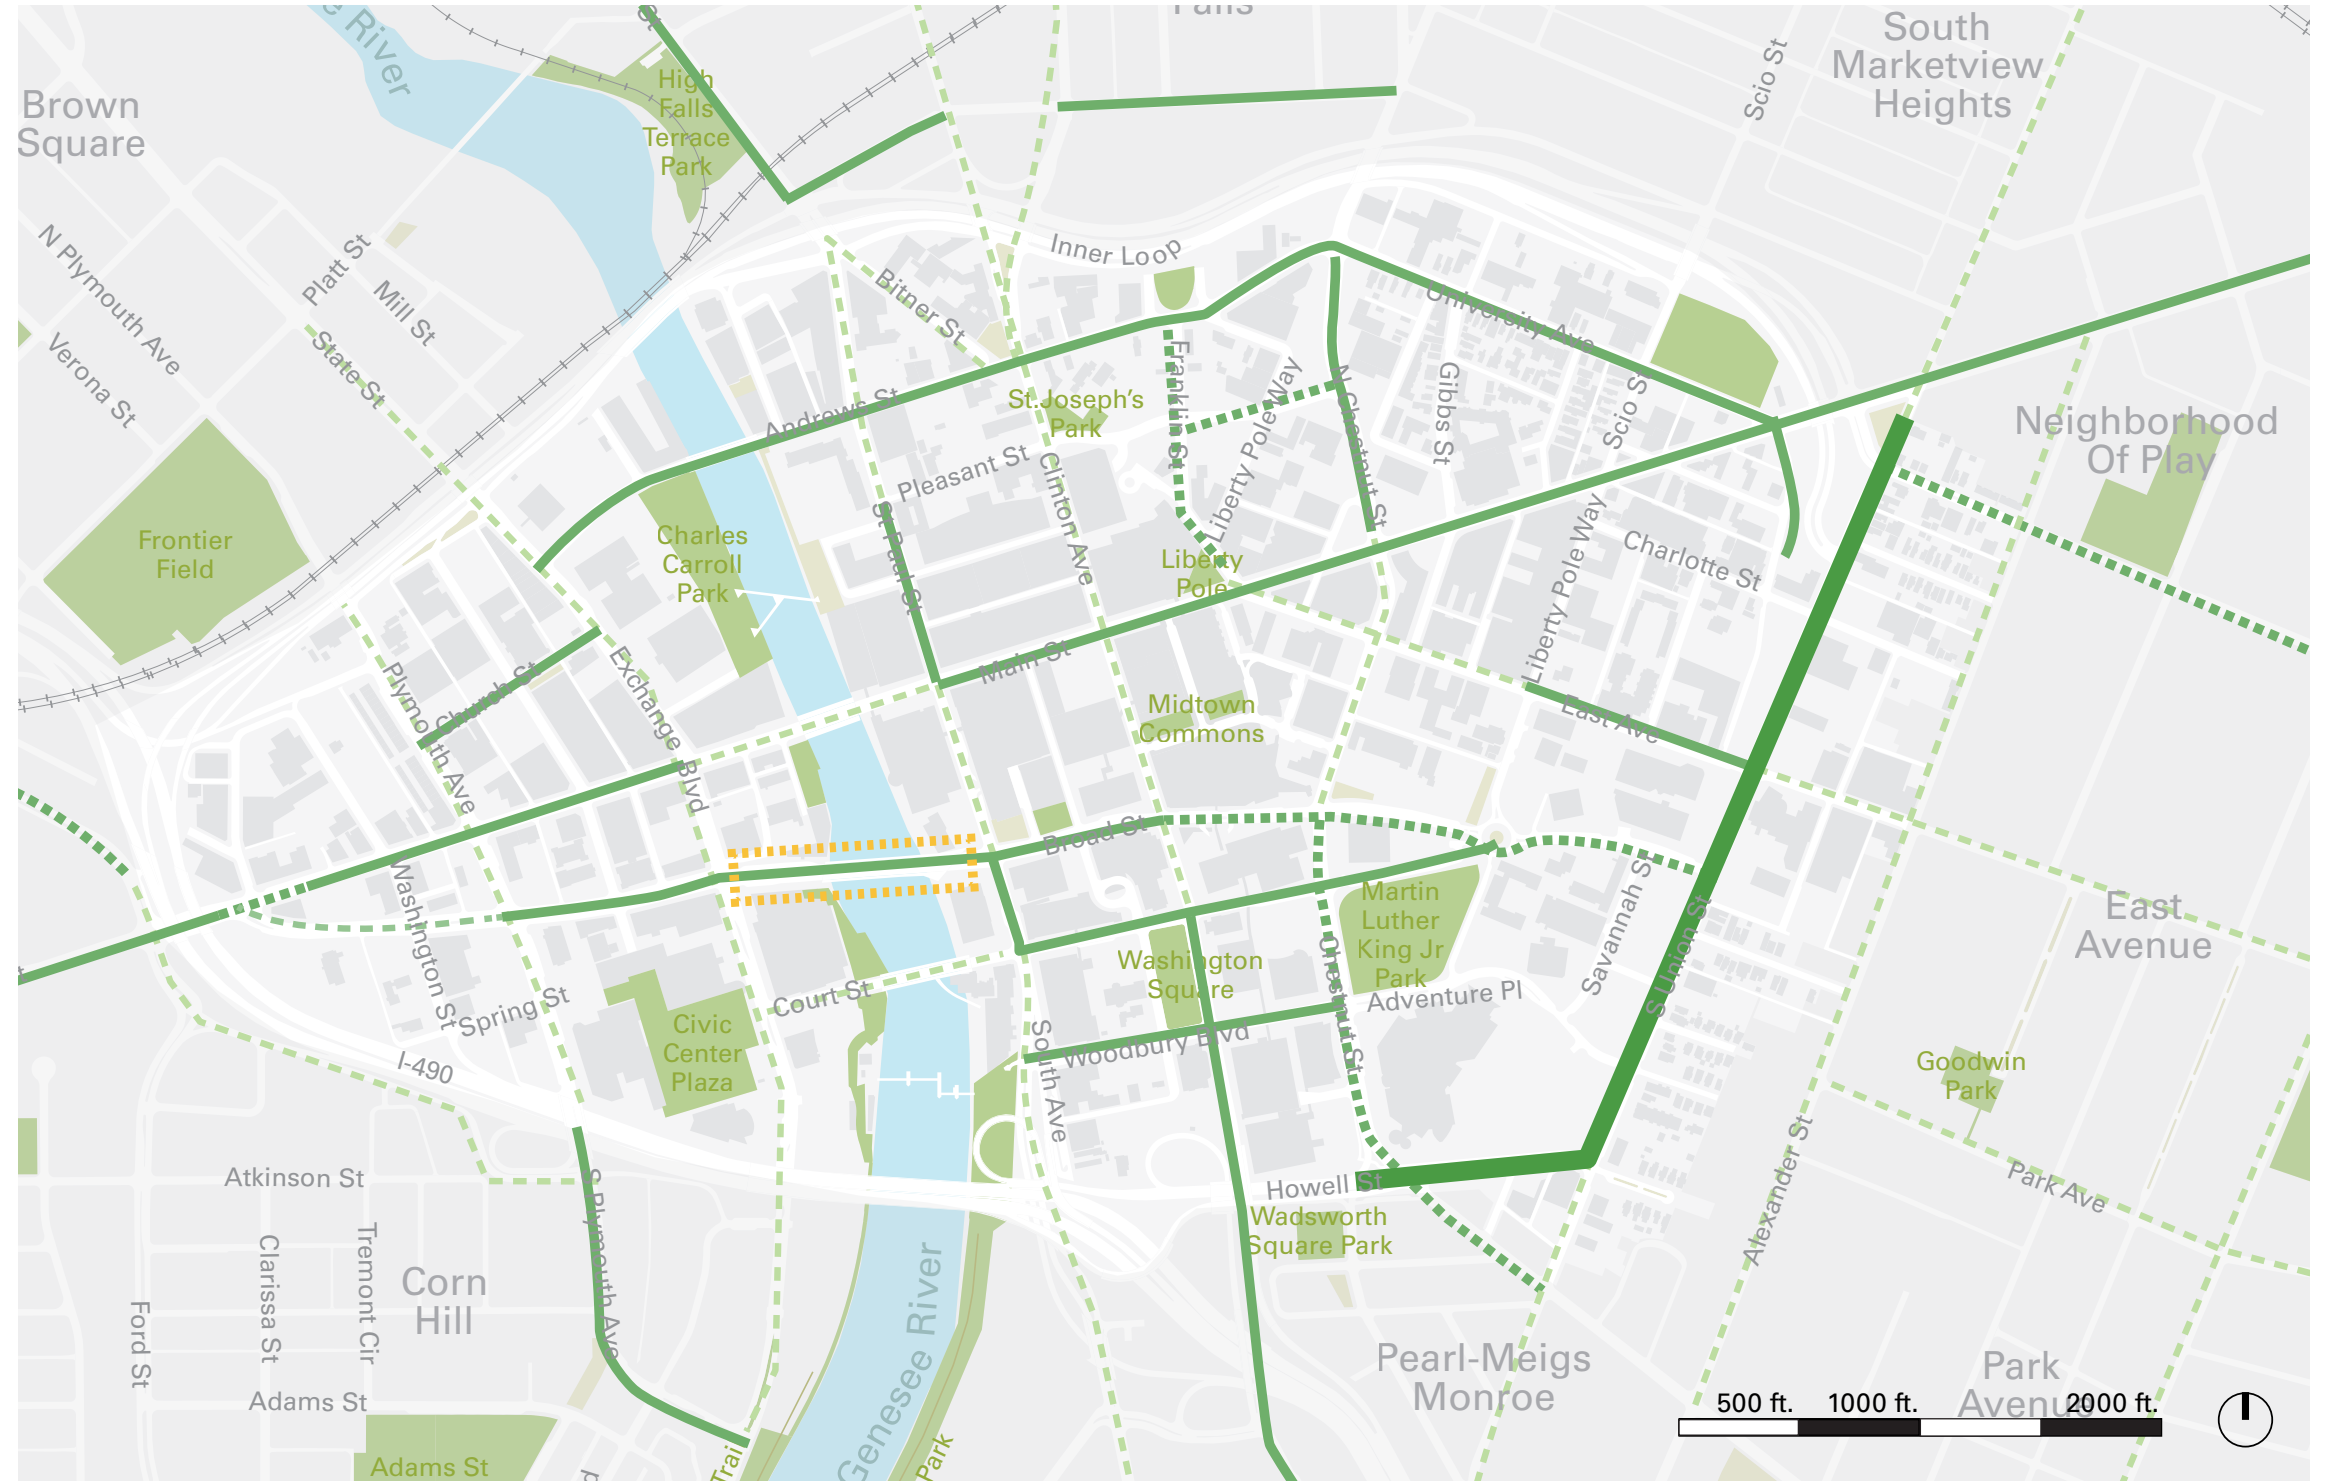 Falls
South
Marketview
Heights
St
e River
Scio St
High
Falls
Terrace
Park
Brown
Square
N Plymouth Ave
Platt St
Mill St
Verona St
State St
Inner Loop
Bitner St
University Ave
Andrews St
St.Joseph's
Park
Franklin St
Liberty Pole Way
N Chestnut St
Gibbs St
Scio St
Neighborhood
Of Play
Pleasant St
Clinton Ave
St Paul St
Frontier
Field
Charles
Carroll
Park
Liberty
Pole
Liberty Pole Way
Charlotte St
Main St
Church St
Plymouth Ave
Exchange Blvd
Midtown
Commons
East Ave
Broad St
Washington St
Martin
Luther
King Jr
Park
Savannah St
S Union St
East
Avenue
Washington
Square
Chestnut St
Adventure Pl
Court St
Spring St
Civic
Center
Plaza
South Ave
Woodbury Blvd
I-490
Goodwin
Park
Alexander St
Park Ave
Atkinson St
S Plymouth Ave
Howell St
Wadsworth
Square Park
Clarissa St
Tremont Cir
Corn
Hill
Ford St
Genesee River
Pearl-Meigs
Monroe
Park
Avenue
Adams St
500 ft.
1000 ft.
2000 ft.
Adams St
Trail
Park